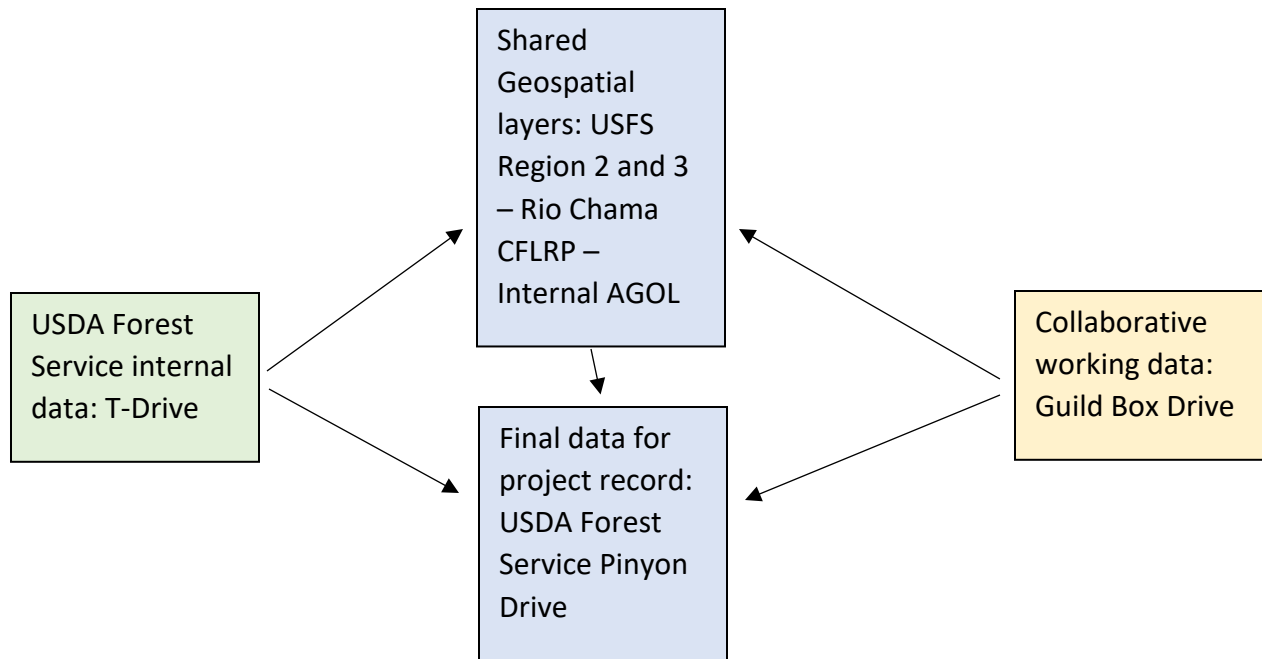 Shared
Geospatial
layers: USFS
Region 2 and 3
– Rio Chama
CFLRP –
Internal AGOL
USDA Forest
Service internal
data: T-Drive
Collaborative
working data:
Guild Box Drive
Final data for
project record:
USDA Forest
Service Pinyon
Drive